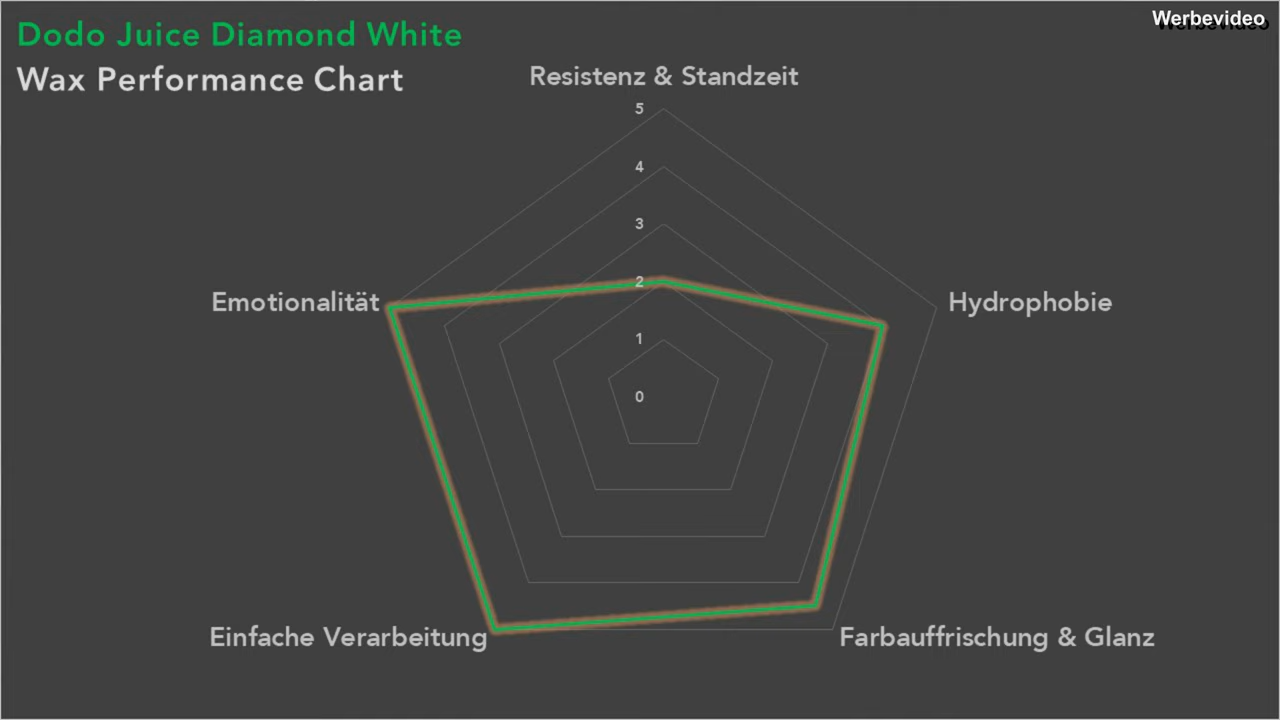 Werbevideo
Dodo Juice Diamond White
Wax Performance Chart
Resistenz & Standzeit
5
4
3
2
1
0
Emotionalität
Hydrophobie
Einfache Verarbeitung
Farbauffrischung & Glanz